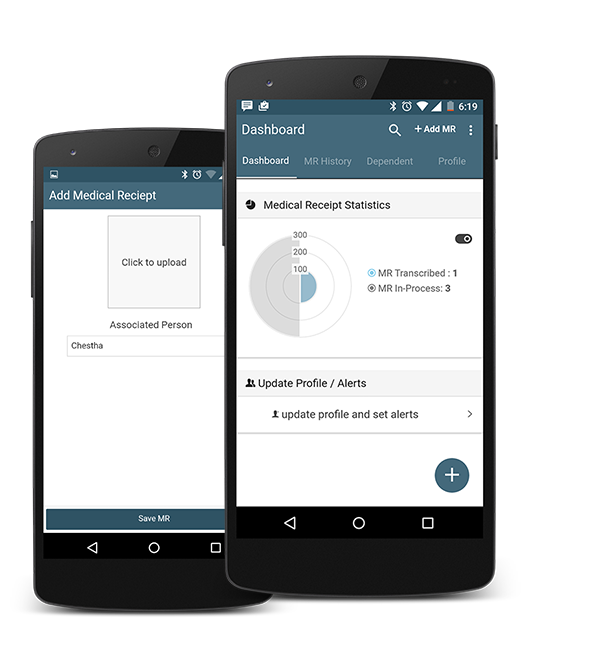 Add Medical Reciept
Click to upload
Associated Person
Chestha
Save MR
6:19
Dashboard
+ Add MR
Dashboard
MR History
Dependent
Profile
Medical Receipt Statistics
300
200
100
MR Transcribed : 1
MR In-Process: 3
Update Profile / Alerts
update profile and set alerts